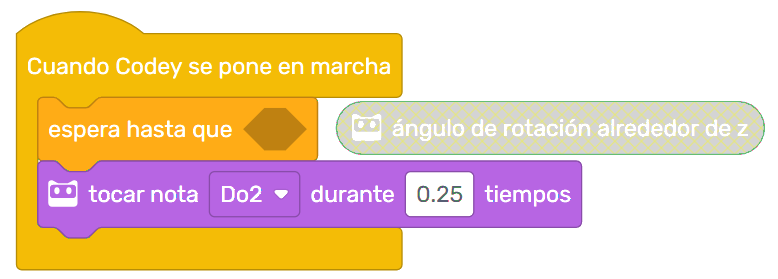 Cuando Codey se pone en marcha
espera hasta que
ángulo de rotación alrededor de z
tocar nota Do2 durante 0.25 tiempos